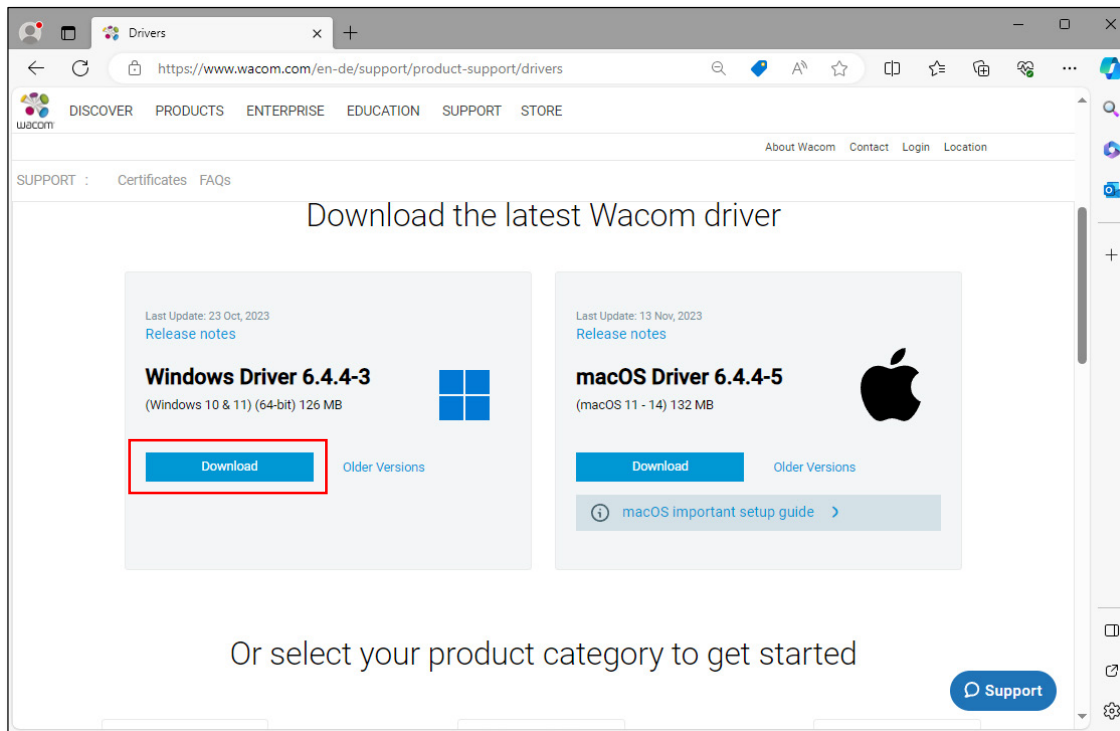 Drivers
https://www.wacom.com/en-de/support/product-support/drivers
wacom
DISCOVER PRODUCTS ENTERPRISE EDUCATION SUPPORT STORE
About Wacom Contact Login Location
SUPPORT : Certificates FAQs
Download the latest Wacom driver
Last Update: 23 Oct, 2023
Release notes
Windows Driver 6.4.4-3
(Windows 10 & 11) (64-bit) 126 MB
Download Older Versions
Last Update: 13 Nov, 2023
Release notes
macOS Driver 6.4.4-5
(macOS 11 - 14) 132 MB
Download Older Versions
macOS important setup guide
Or select your product category to get started
Support